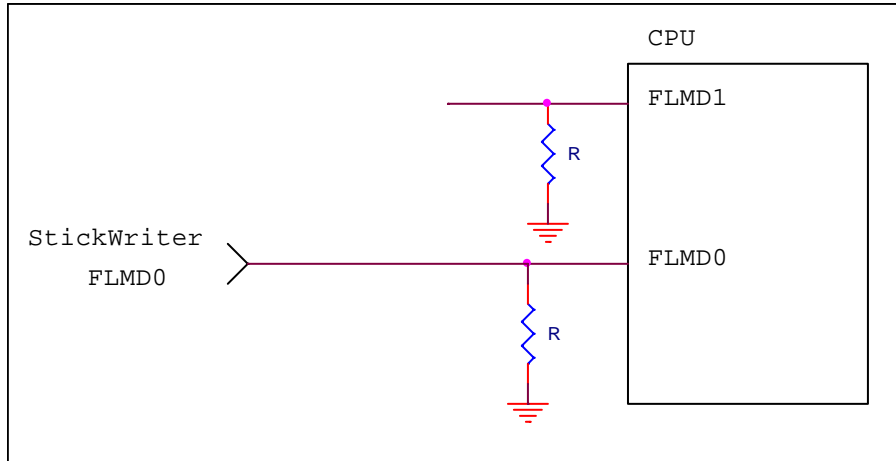 CPU
FLMD1
R
StickWriter
FLMD0
FLMD0
R